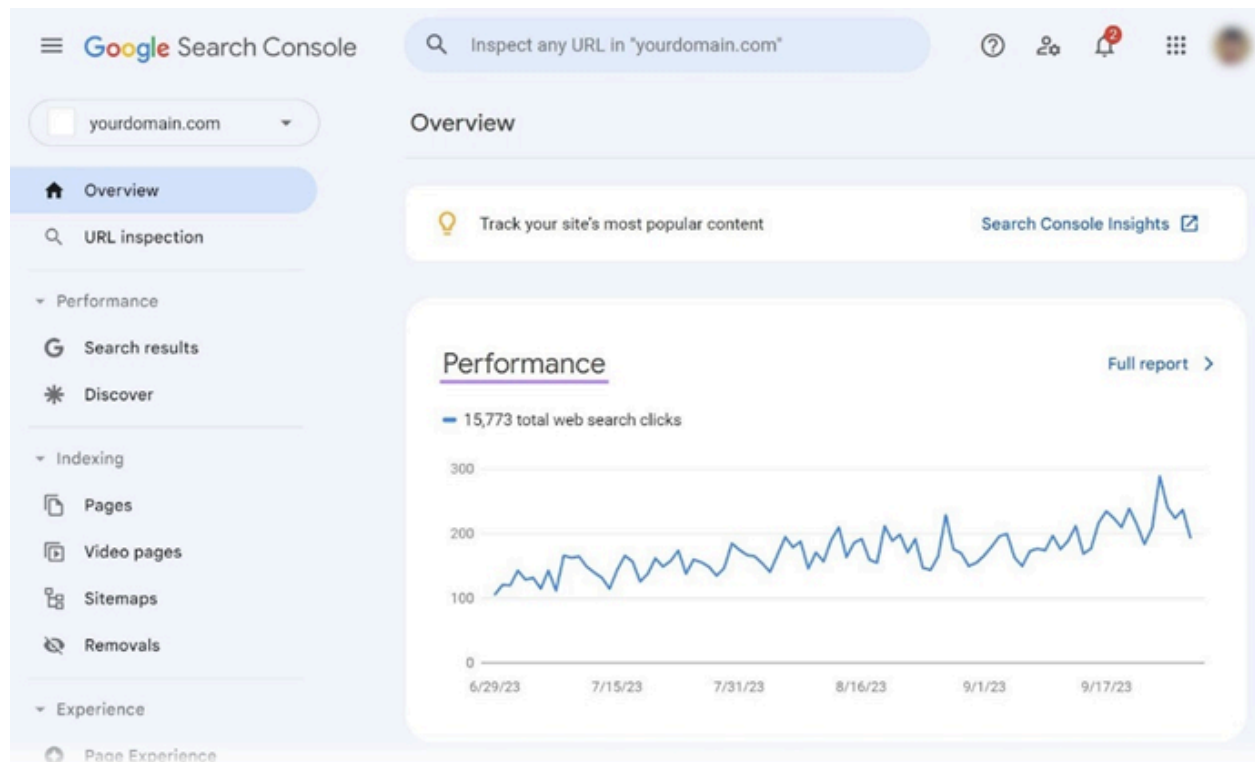 Google Search Console
Inspect any URL in "yourdomain.com"
2
yourdomain.com
Overview
URL inspection
Performance
Search results
Discover
Indexing
Pages
Video pages
Sitemaps
Removals
Experience
Page Experience
Overview
Track your site's most popular content
Search Console Insights
Performance
Full report
15,773 total web search clicks
300
200
100
0
6/29/23 7/15/23 7/31/23 8/16/23 9/1/23 9/17/23